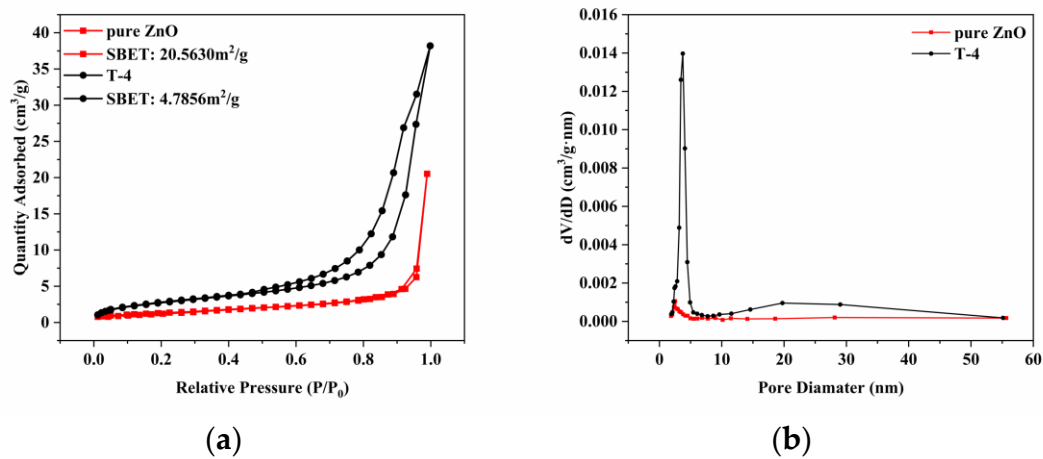 40
35
30
25
20
15
10
5
0
Quantity Adsorbed (cm³/g)
pure ZnO
SBET: 20.5630m²/g
T-4
SBET: 4.7856m²/g
0.0 0.2 0.4 0.6 0.8 1.0
Relative Pressure (P/P₀)
(a)
0.016
0.014
0.012
0.010
0.008
0.006
0.004
0.002
0.000
dV/dD (cm³/g·nm)
pure ZnO
T-4
0 10 20 30 40 50 60
Pore Diamater (nm)
(b)